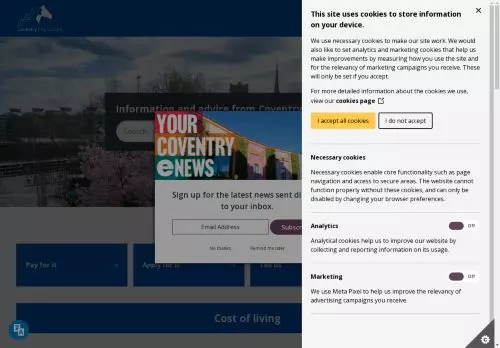 Coventry City Council
Information and advice from Coventry
Search
YOUR
COVENTRY
eNEWS
Sign up for the latest news sent di
to your inbox.
Email Address
Subsc
No thanks
Remind me later
Pay for it
Apply for it
Tell us
Cost of living
This site uses cookies to store information
on your device.
We use necessary cookies to make our site work. We would
also like to set analytics and marketing cookies that help us
make improvements by measuring how you use the site and
for the relevancy of marketing campaigns you receive. These
will only be set if you accept.
For more detailed information about the cookies we use,
view our cookies page
I accept all cookies
I do not accept
Necessary cookies
Necessary cookies enable core functionality such as page
navigation and access to secure areas. The website cannot
function properly without these cookies, and can only be
disabled by changing your browser preferences.
Analytics
Off
Analytical cookies help us to improve our website by
collecting and reporting information on its usage.
Marketing
Off
We use Meta Pixel to help us improve the relevancy of
advertising campaigns you receive.